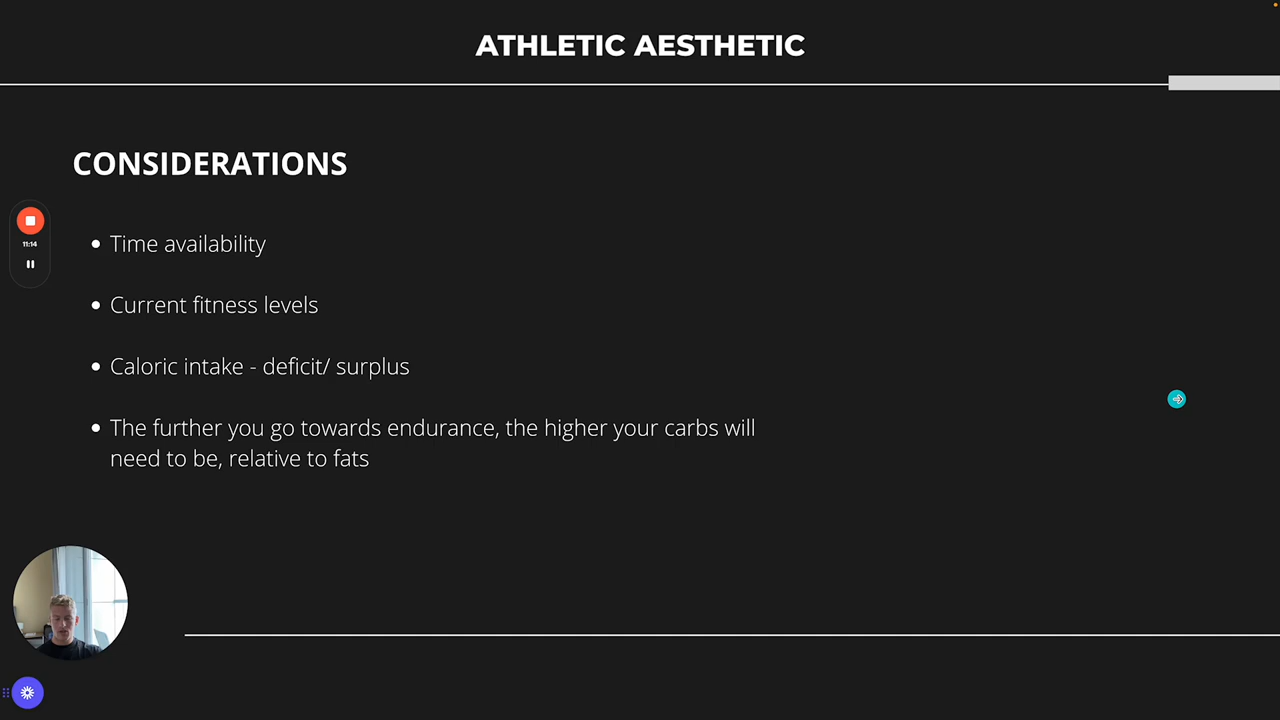 ATHLETIC AESTHETIC
CONSIDERATIONS
• Time availability
11:14
• Current fitness levels
• Caloric intake - deficit/ surplus
• The further you go towards endurance, the higher your carbs will
need to be, relative to fats